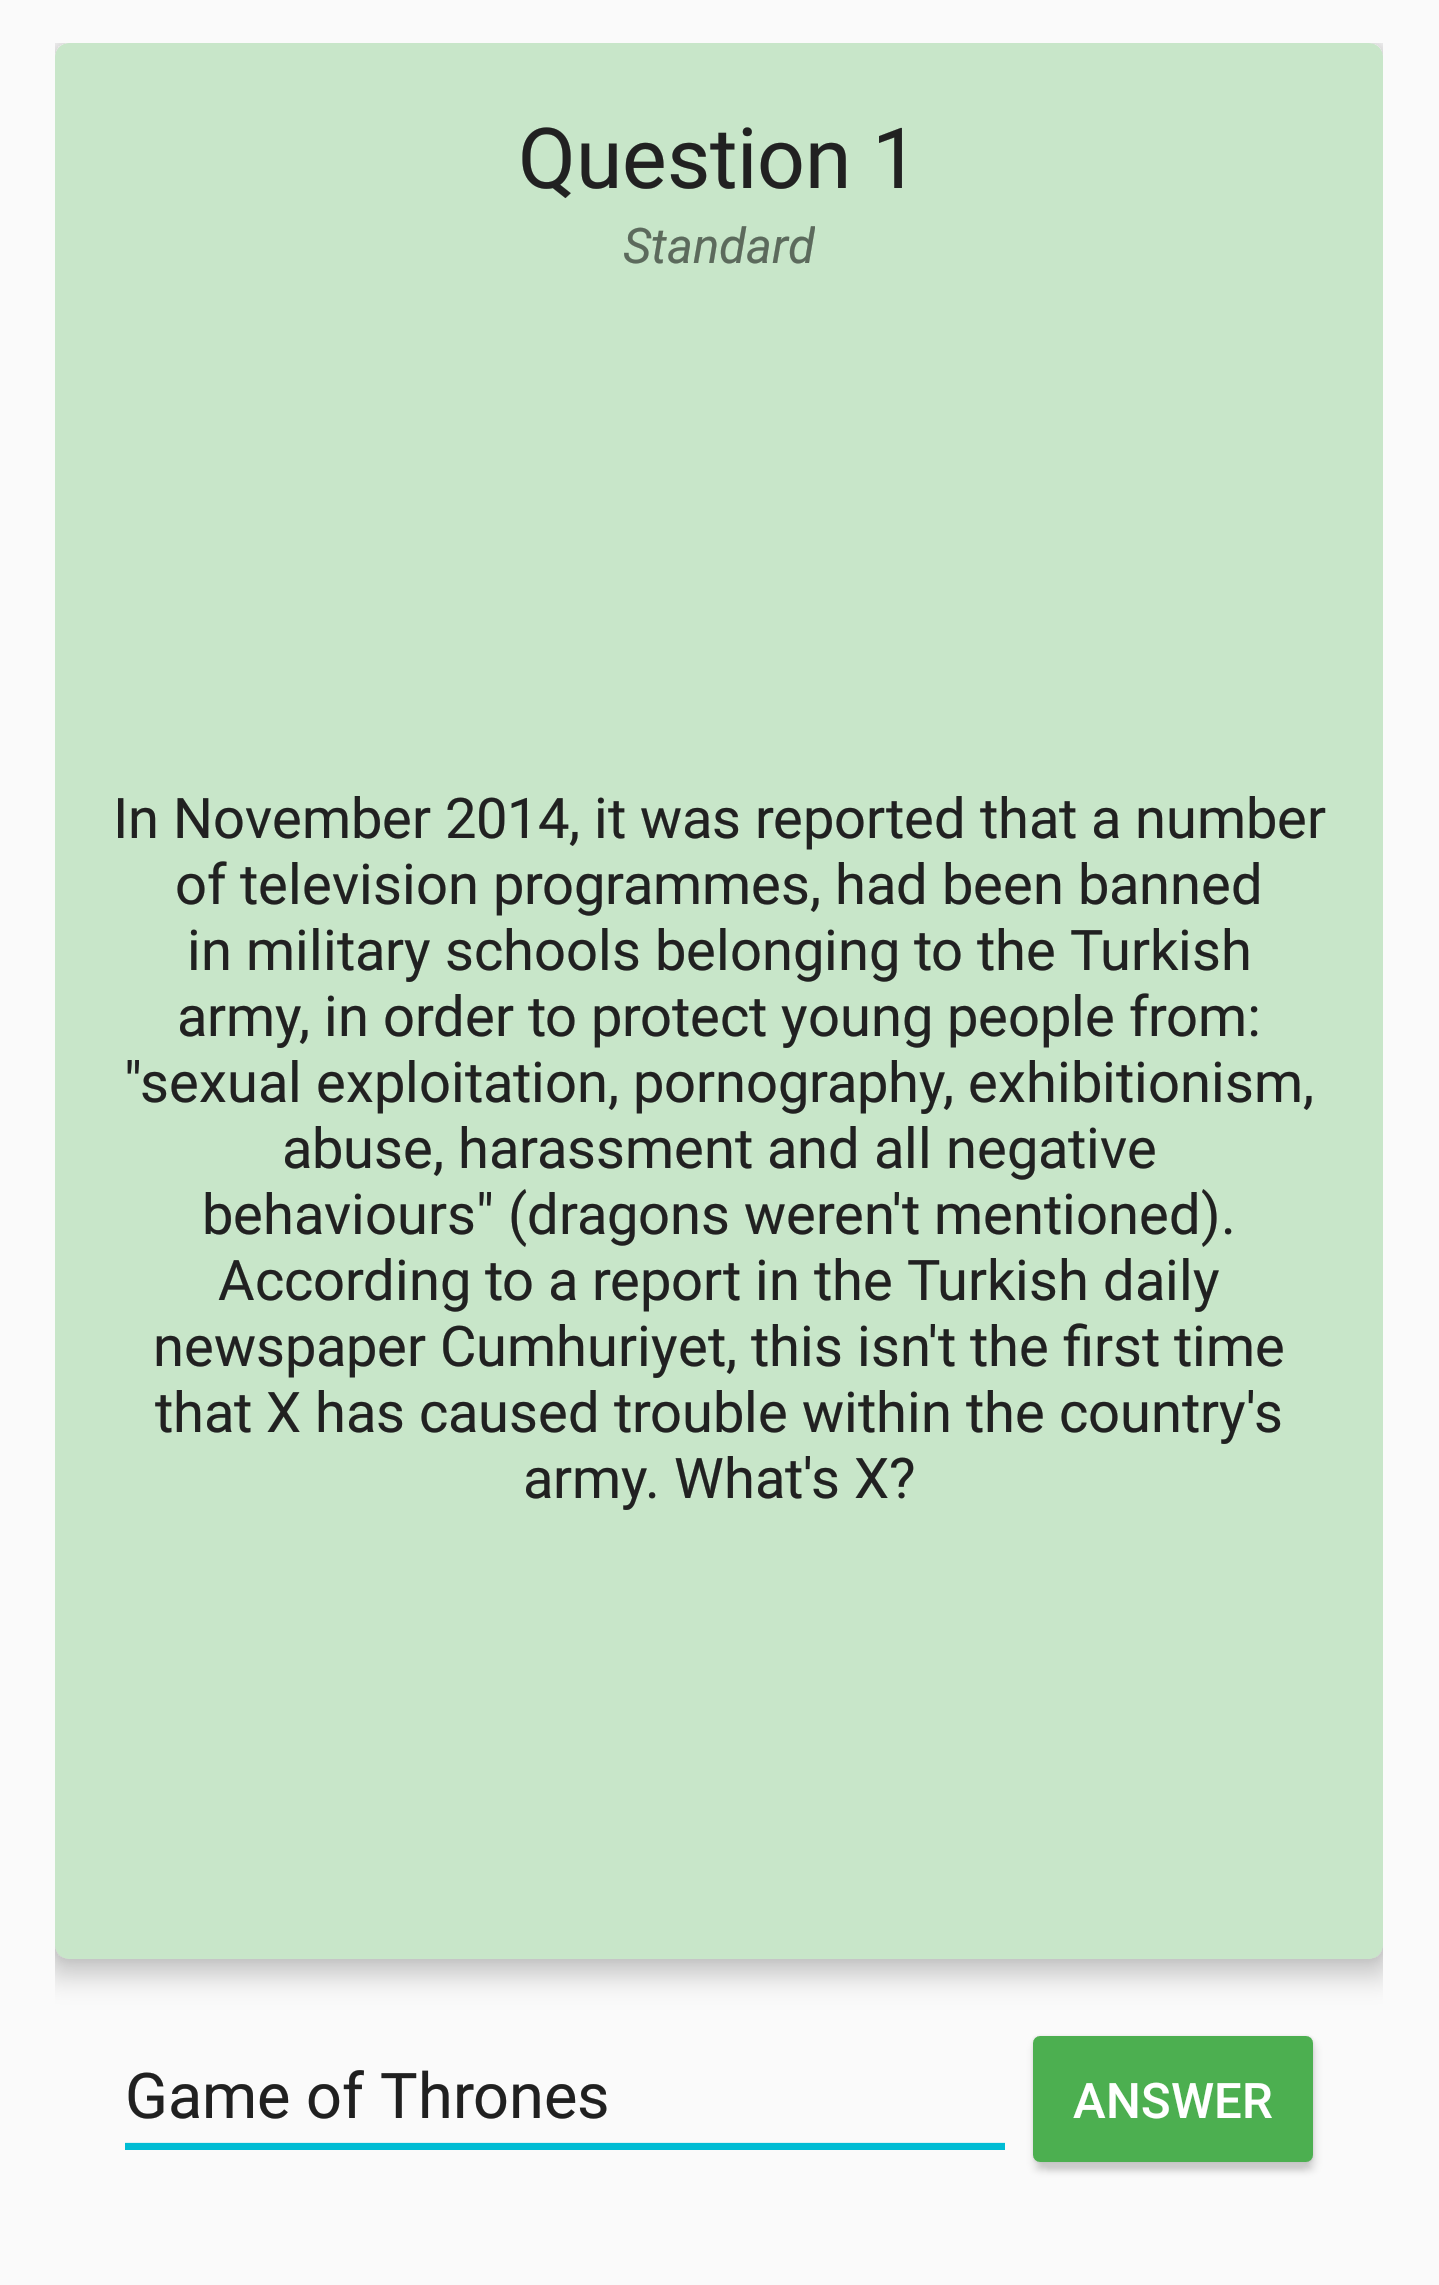 Question 1
Standard
In November 2014, it was reported that a number
of television programmes, had been banned
in military schools belonging to the Turkish
army, in order to protect young people from:
"sexual exploitation, pornography, exhibitionism,
abuse, harassment and all negative
behaviours" (dragons weren't mentioned).
According to a report in the Turkish daily
newspaper Cumhuriyet, this isn't the first time
that X has caused trouble within the country's
army. What's X?
Game of Thrones
ANSWER